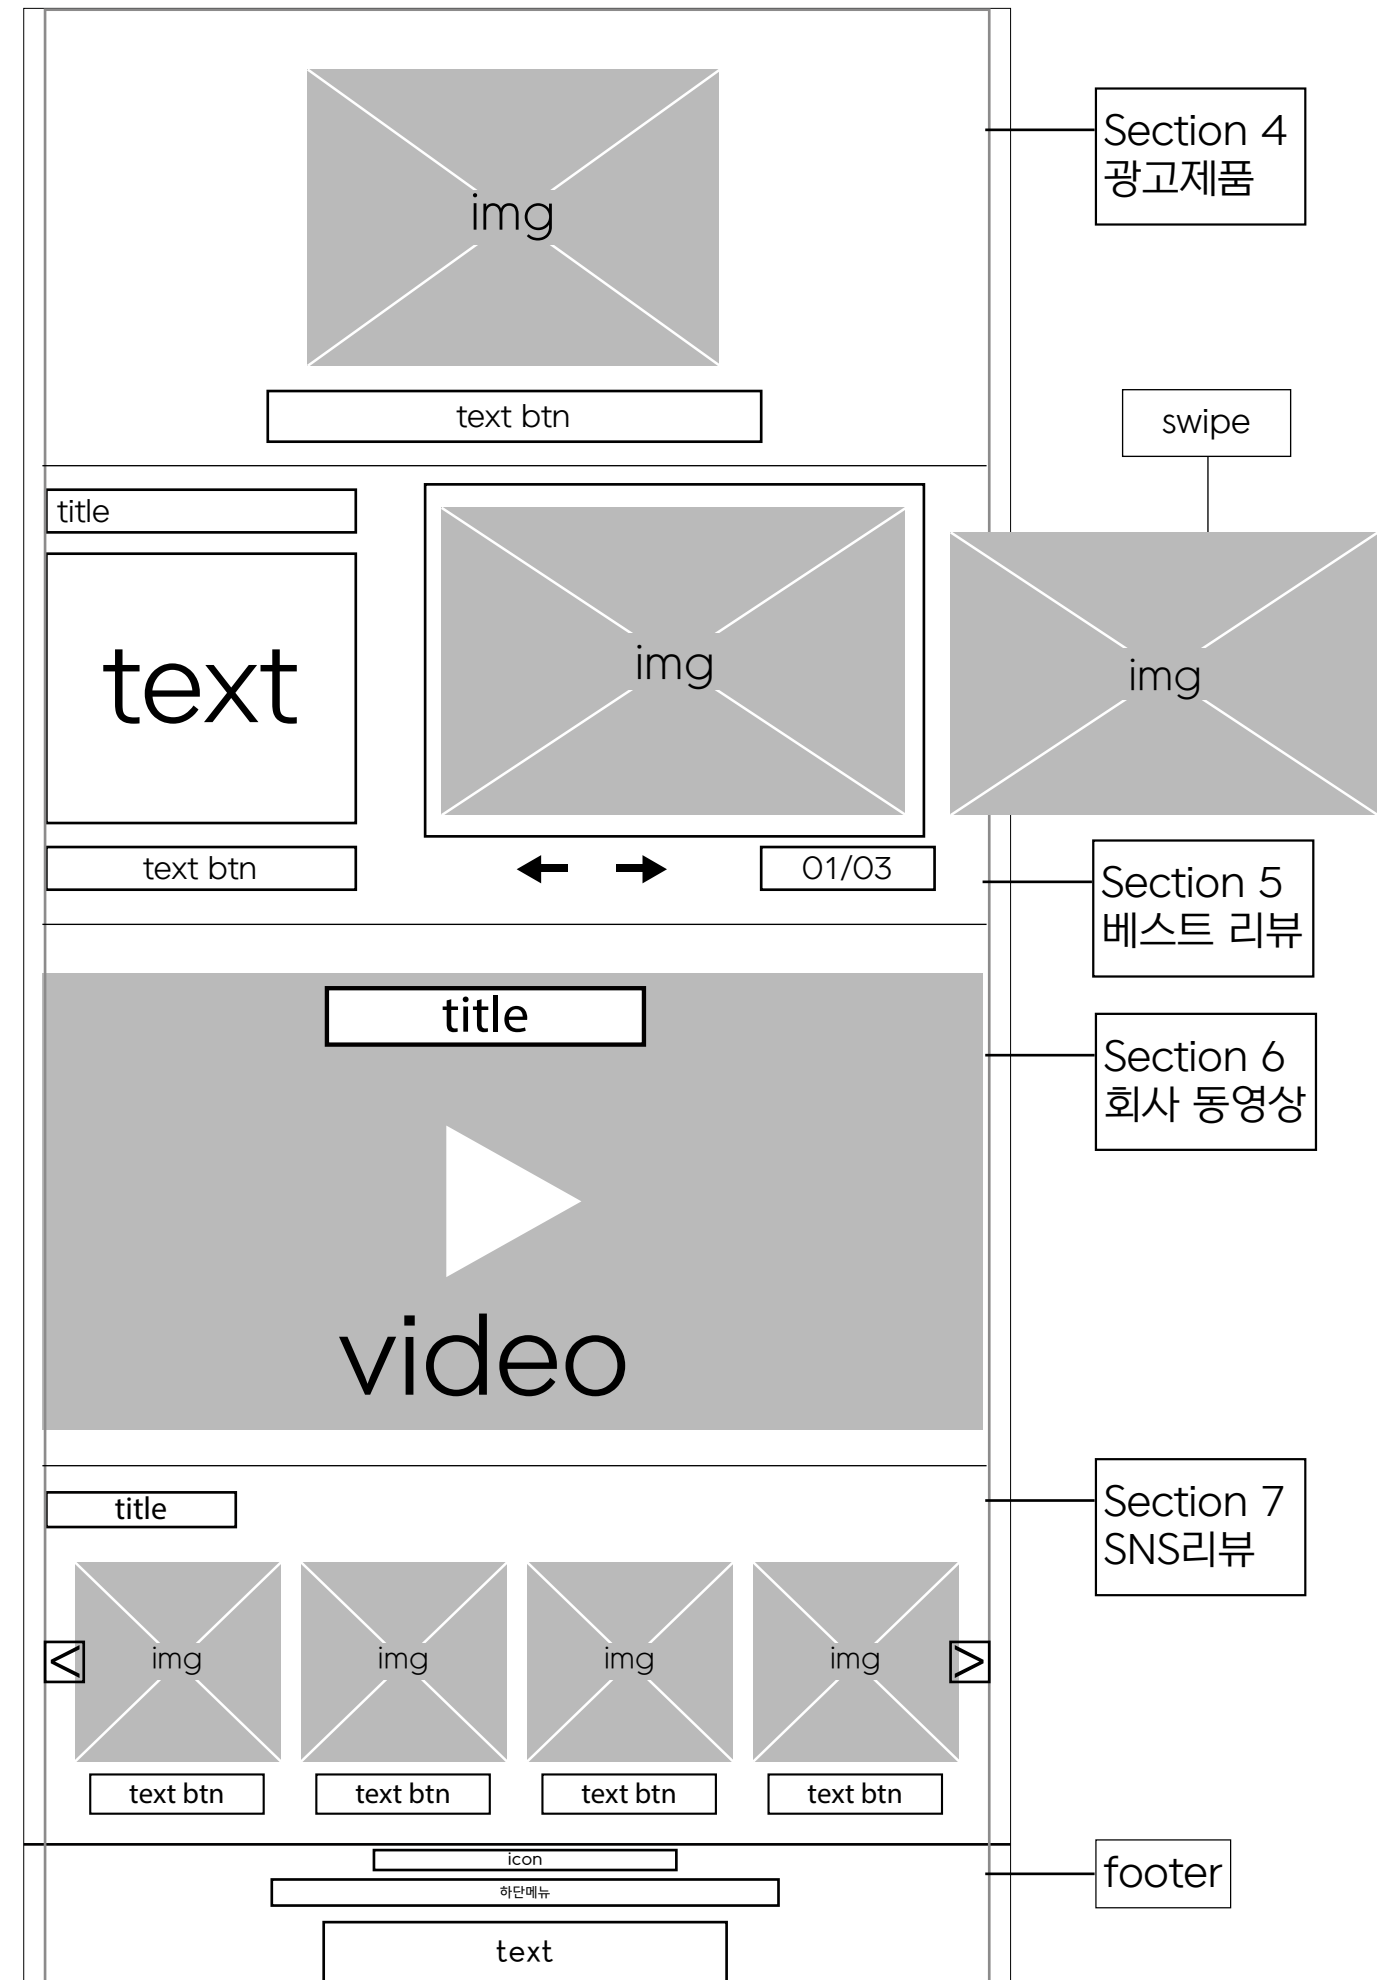 img
Section 4
광고제품
text btn
swipe
title
text
img
img
text btn
01/03
Section 5
베스트 리뷰
title
Section 6
회사 동영상
video
title
Section 7
SNS리뷰
<
img
img
img
img
>
text btn
text btn
text btn
text btn
icon
하단메뉴
footer
text